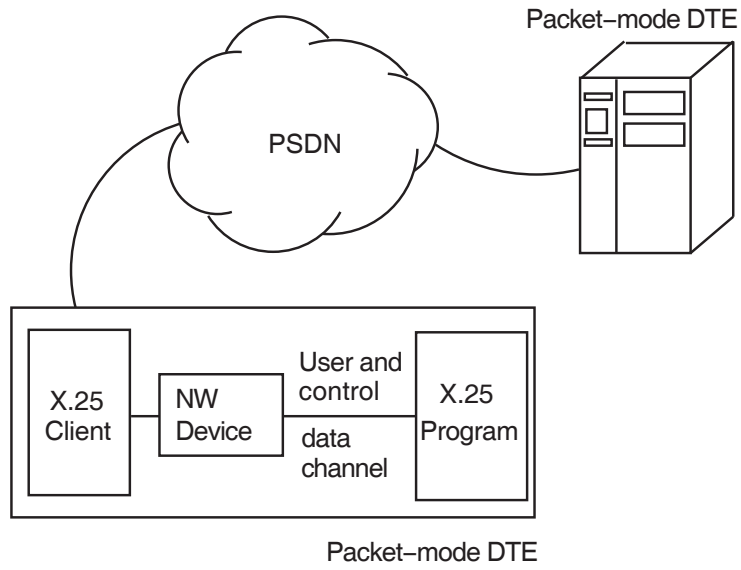 Packet–mode DTE
PSDN
X.25
Client
NW
Device
User and
control
data
channel
X.25
Program
Packet–mode DTE